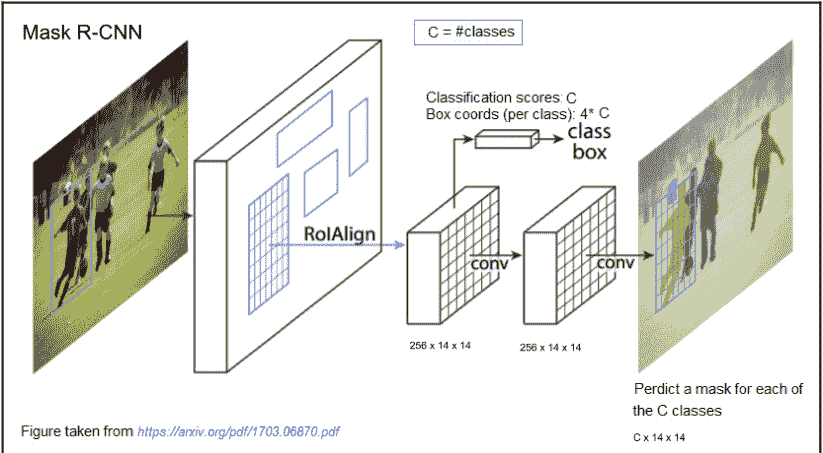 Mask R-CNN
C = #classes
Classification scores: C
Box coords (per class): 4* C
class
box
RoIAlign
conv
conv
256 x 14 x 14
256 x 14 x 14
Perdict a mask for each of
the C classes
C x 14 x 14
Figure taken from https://arxiv.org/pdf/1703.06870.pdf